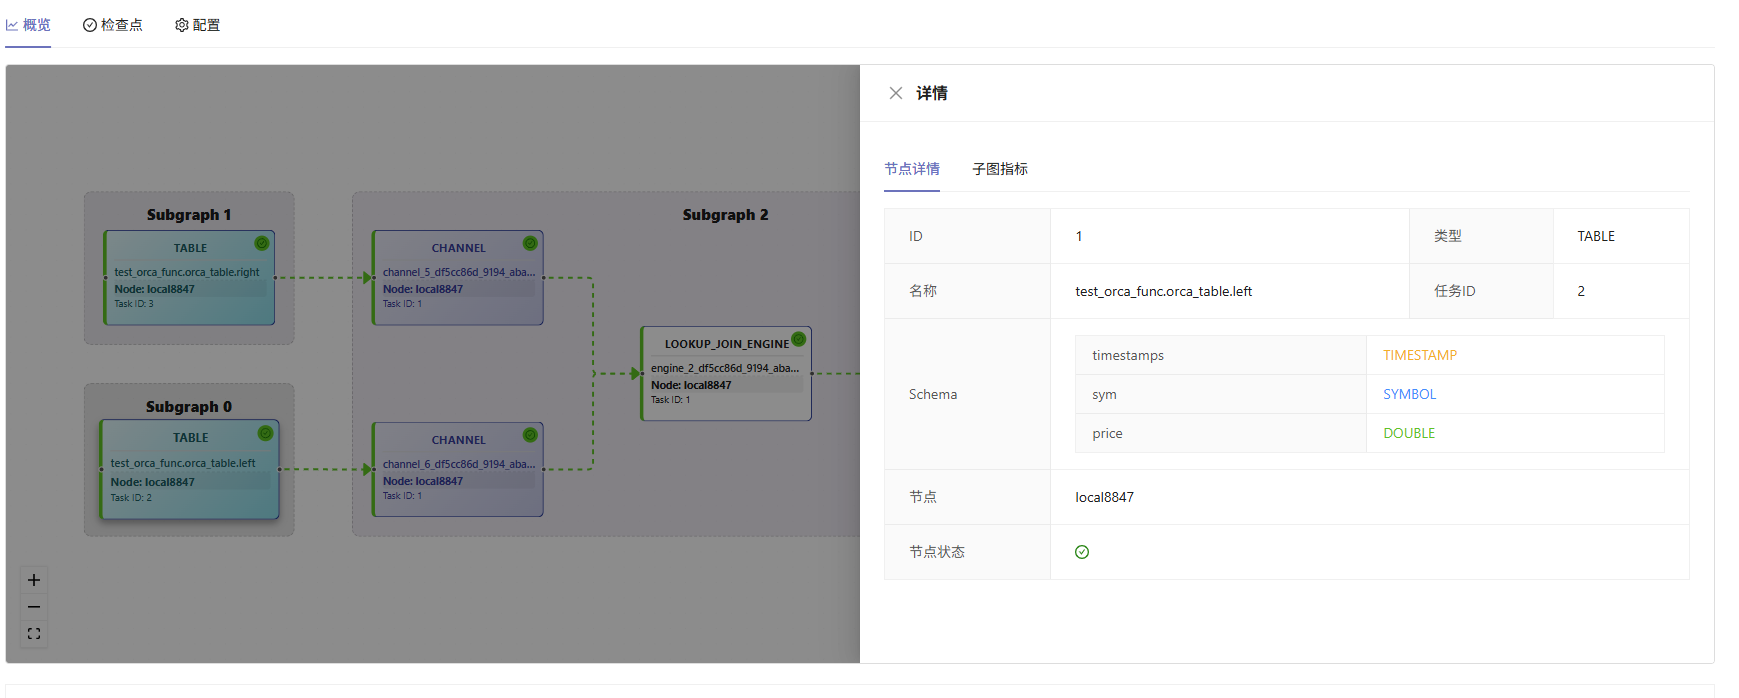 概览
检查点
配置
Subgraph 1
TABLE
test_orca_func.orca_table.right
Node: local8847
Task ID: 3
Subgraph 0
TABLE
test_orca_func.orca_table.left
Node: local8847
Task ID: 2
Subgraph 2
CHANNEL
channel_5_df5cc86d_9194_aba...
Node: local8847
Task ID: 1
CHANNEL
channel_6_df5cc86d_9194_aba...
Node: local8847
Task ID: 1
LOOKUP_JOIN_ENGINE
engine_2_df5cc86d_9194_aba...
Node: local8847
Task ID: 1
详情
节点详情
子图指标
ID
1
类型
TABLE
名称
test_orca_func.orca_table.left
任务ID
2
Schema
timestamps
TIMESTAMP
sym
SYMBOL
price
DOUBLE
节点
local8847
节点状态